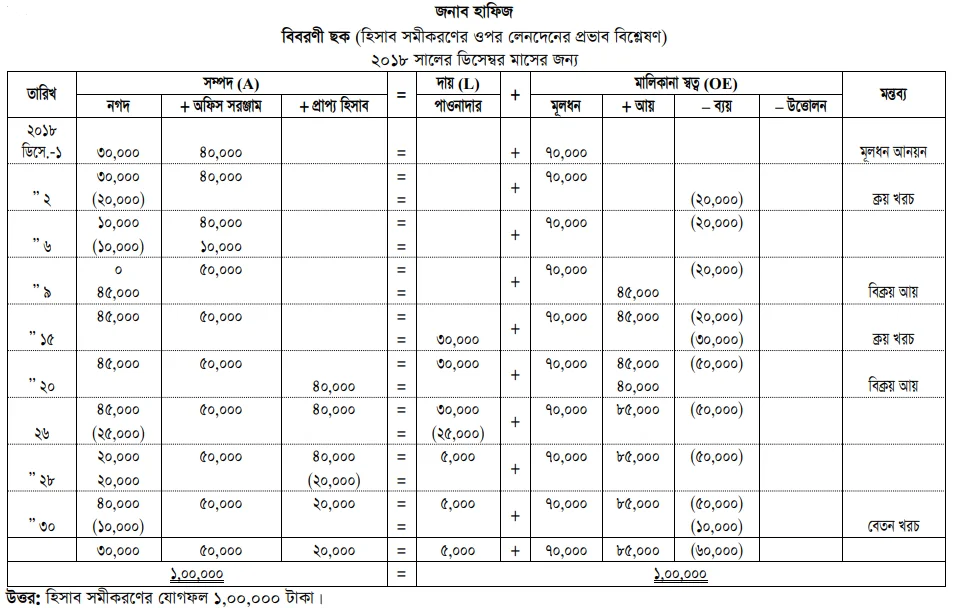 জনাব হাফিজ
বিবরণী ছক (হিসাব সমীকরণের ওপর লেনদেনের প্রভাব বিশ্লেষণ)
২০১৮ সালের ডিসেম্বর মাসের জন্য
তারিখ সম্পদ (A) = দায় (L) + মালিকানা স্বত্ব (OE) মন্তব্য
নগদ + অফিস সরঞ্জাম + প্রাপ্য হিসাব পাওনাদার মূলধন + আয় – ব্যয় – উত্তোলন
২০১৮
ডিসে.-১ ৩০,০০০ ৪০,০০০ = + ৭০,০০০ মূলধন আনয়ন
৩০,০০০ ৪০,০০০ = + ৭০,০০০
” ২ (২০,০০০) = (২০,০০০) ক্রয় খরচ
১০,০০০ ৪০,০০০ = + ৭০,০০০ (২০,০০০)
” ৬ (১০,০০০) ১০,০০০ =
০ ৫০,০০০ = + ৭০,০০০ (২০,০০০)
” ৯ ৪৫,০০০ = ৪৫,০০০ বিক্রয় আয়
৪৫,০০০ ৫০,০০০ = + ৭০,০০০ ৪৫,০০০ (২০,০০০)
” ১৫ = ৩০,০০০ (৩০,০০০) ক্রয় খরচ
৪৫,০০০ ৫০,০০০ = ৩০,০০০ + ৭০,০০০ ৪৫,০০০ (৫০,০০০)
” ২০ ৪০,০০০ = ৪০,০০০ বিক্রয় আয়
৪৫,০০০ ৫০,০০০ ৪০,০০০ = ৩০,০০০ + ৭০,০০০ ৮৫,০০০ (৫০,০০০)
২৬ (২৫,০০০) = (২৫,০০০)
২০,০০০ ৫০,০০০ ৪০,০০০ = ৫,০০০ + ৭০,০০০ ৮৫,০০০ (৫০,০০০)
” ২৮ ২০,০০০ (২০,০০০) =
৪০,০০০ ৫০,০০০ ২০,০০০ = ৫,০০০ + ৭০,০০০ ৮৫,০০০ (৫০,০০০)
” ৩০ (১০,০০০) = (১০,০০০) বেতন খরচ
৩০,০০০ ৫০,০০০ ২০,০০০ = ৫,০০০ + ৭০,০০০ ৮৫,০০০ (৬০,০০০)
১,০০,০০০ = ১,০০,০০০
উত্তর: হিসাব সমীকরণের যোগফল ১,০০,০০০ টাকা।